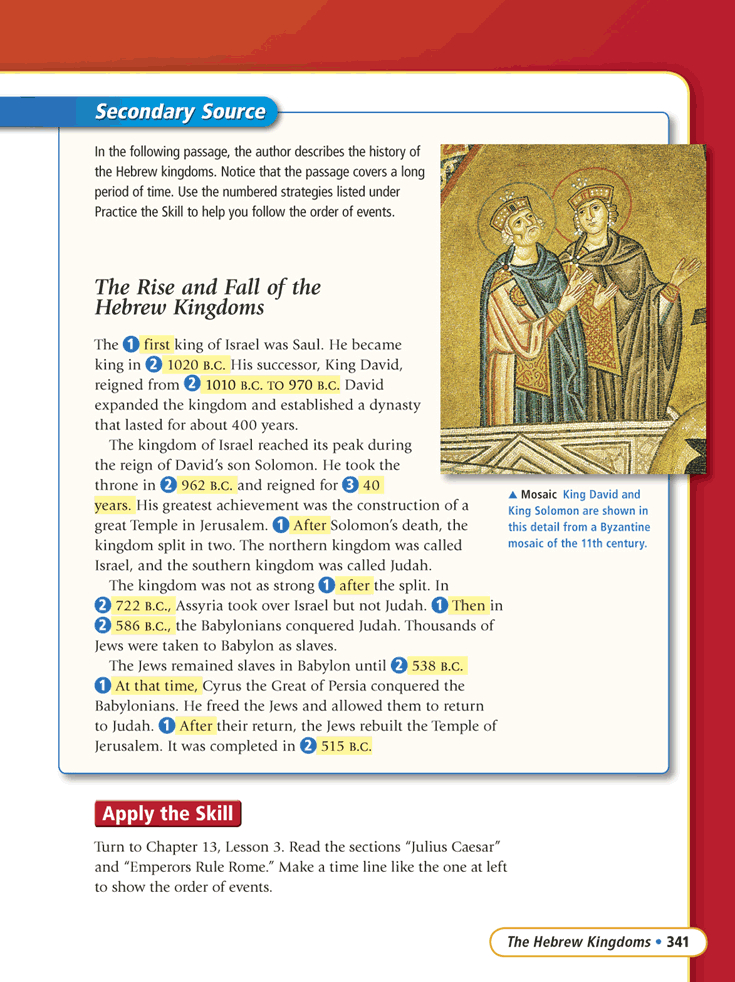 Secondary Source
In the following passage, the author describes the history of
the Hebrew kingdoms. Notice that the passage covers a long
period of time. Use the numbered strategies listed under
Practice the Skill to help you follow the order of events.
The Rise and Fall of the
Hebrew Kingdoms
The 1 first king of Israel was Saul. He became
king in 2 1020 B.C. His successor, King David,
reigned from 2 1010 B.C. TO 970 B.C. David
expanded the kingdom and established a dynasty
that lasted for about 400 years.
The kingdom of Israel reached its peak during
the reign of David's son Solomon. He took the
throne in 2 962 B.C. and reigned for 3 40
years. His greatest achievement was the construction of a
great Temple in Jerusalem. 1 After Solomon's death, the
kingdom split in two. The northern kingdom was called
Israel, and the southern kingdom was called Judah.
The kingdom was not as strong 1 after the split. In
2 722 B.C., Assyria took over Israel but not Judah. 1 Then in
2 586 B.C., the Babylonians conquered Judah. Thousands of
Jews were taken to Babylon as slaves.
The Jews remained slaves in Babylon until 2 538 B.C.
1 At that time, Cyrus the Great of Persia conquered the
Babylonians. He freed the Jews and allowed them to return
to Judah. 1 After their return, the Jews rebuilt the Temple of
Jerusalem. It was completed in 2 515 B.C.
▲ Mosaic King David and
King Solomon are shown in
this detail from a Byzantine
mosaic of the 11th century.
Apply the Skill
Turn to Chapter 13, Lesson 3. Read the sections "Julius Caesar"
and "Emperors Rule Rome." Make a time line like the one at left
to show the order of events.
The Hebrew Kingdoms • 341